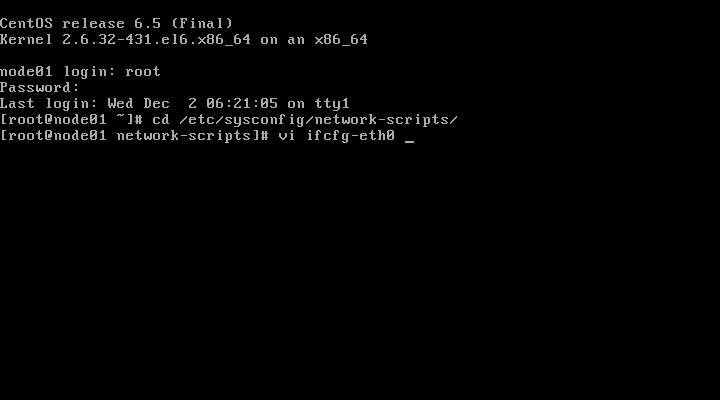 CentOS release 6.5 (Final)
Kernel 2.6.32-431.el6.x86_64 on an x86_64
node01 login: root
Password:
Last login: Wed Dec  2 06:21:05 on tty1
[root@node01 ~]# cd /etc/sysconfig/network-scripts/
[root@node01 network-scripts]# vi ifcfg-eth0 _